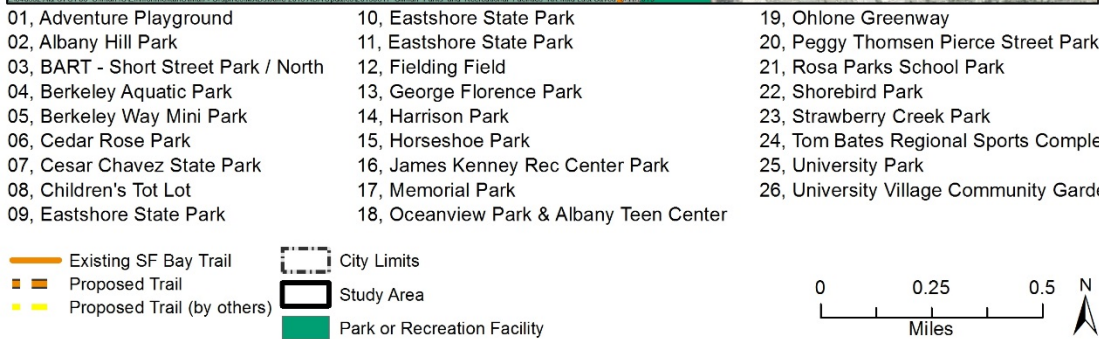 01, Adventure Playground
02, Albany Hill Park
03, BART - Short Street Park / North
04, Berkeley Aquatic Park
05, Berkeley Way Mini Park
06, Cedar Rose Park
07, Cesar Chavez State Park
08, Children's Tot Lot
09, Eastshore State Park
10, Eastshore State Park
11, Eastshore State Park
12, Fielding Field
13, George Florence Park
14, Harrison Park
15, Horseshoe Park
16, James Kenney Rec Center Park
17, Memorial Park
18, Oceanview Park & Albany Teen Center
19, Ohlone Greenway
20, Peggy Thomsen Pierce Street Park
21, Rosa Parks School Park
22, Shorebird Park
23, Strawberry Creek Park
24, Tom Bates Regional Sports Comple
25, University Park
26, University Village Community Garde
Existing SF Bay Trail
Proposed Trail
Proposed Trail (by others)
City Limits
Study Area
Park or Recreation Facility
0 0.25 0.5
Miles
N